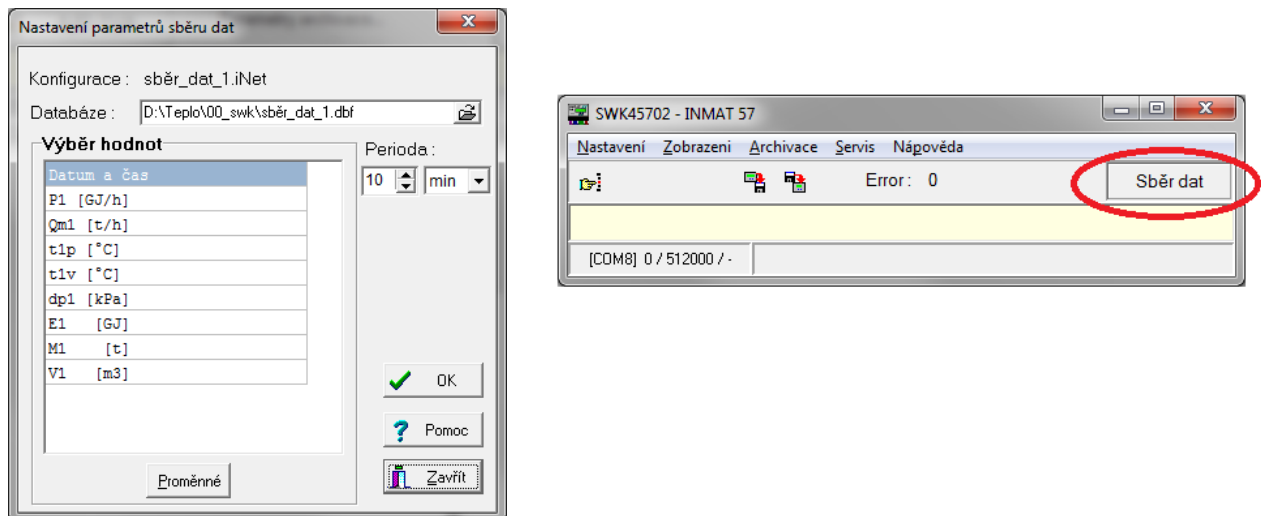 Nastavení parametrů sběru dat
Konfigurace : sběr_dat_1.iNet
Databáze : D:\Teplo\00_swk\sběr_dat_1.dbf
Výběr hodnot
Datum a čas
P1 [GJ/h]
Qm1 [t/h]
t1p [°C]
t1v [°C]
dp1 [kPa]
E1 [GJ]
M1 [t]
V1 [m3]
Proměnné
Perioda :
10 min
OK
Pomoc
Zavřít
SWK45702 - INMAT 57
Nastavení Zobrazeni Archivace Servis Nápověda
Error : 0 Sběr dat
[COM8] 0 / 512000 / -